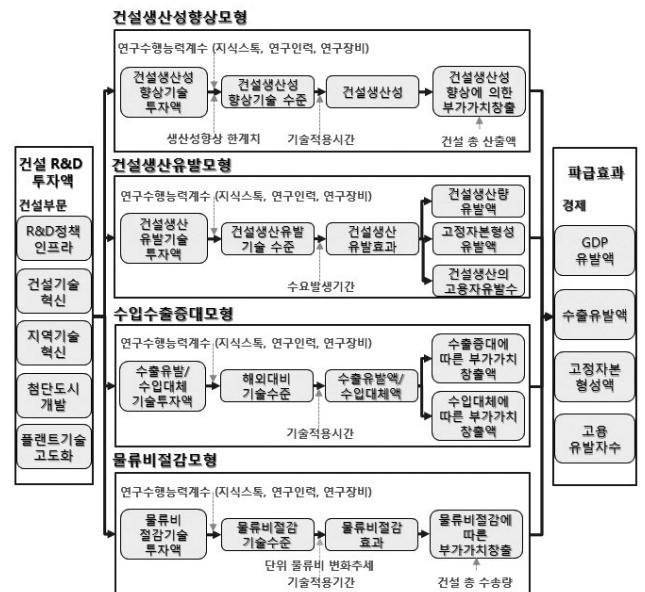 건설생산성향상모형
연구수행능력계수 (지식스톡, 연구인력, 연구장비)
건설생산성
향상기술
투자액
건설생산성
향상기술 수준
건설생산성
건설생산성
향상에 의한
부가가치창출
생산성향상 한계치
기술적용시간
건설 총 산출액
건설 R&D
투자액
건설부문
R&D정책
인프라
건설기술
혁신
지역기술
혁신
첨단도시
개발
플랜트기술
고도화
건설생산유발모형
연구수행능력계수 (지식스톡, 연구인력, 연구장비)
건설생산
유발기술
투자액
건설생산유발
기술 수준
건설생산
유발효과
건설생산량
유발액
고정자본형성
유발액
건설생산의
고용자유발수
수요발생기간
수입수출증대모형
연구수행능력계수 (지식스톡, 연구인력, 연구장비)
수출유발/
수입대체
기술투자액
해외대비
기술수준
수출유발액/
수입대체액
수출증대에
따른 부가가치
창출액
수입대체에
따른 부가가치
창출액
기술적용시간
물류비절감모형
연구수행능력계수 (지식스톡, 연구인력, 연구장비)
물류비
절감기술
투자액
물류비절감
기술수준
물류비절감
효과
물류비절감에
따른
부가가치창출
단위 물류비 변화추세
기술적용기간
건설 총 수송량
파급효과
경제
GDP
유발액
수출유발액
고정자본
형성액
고용
유발자수